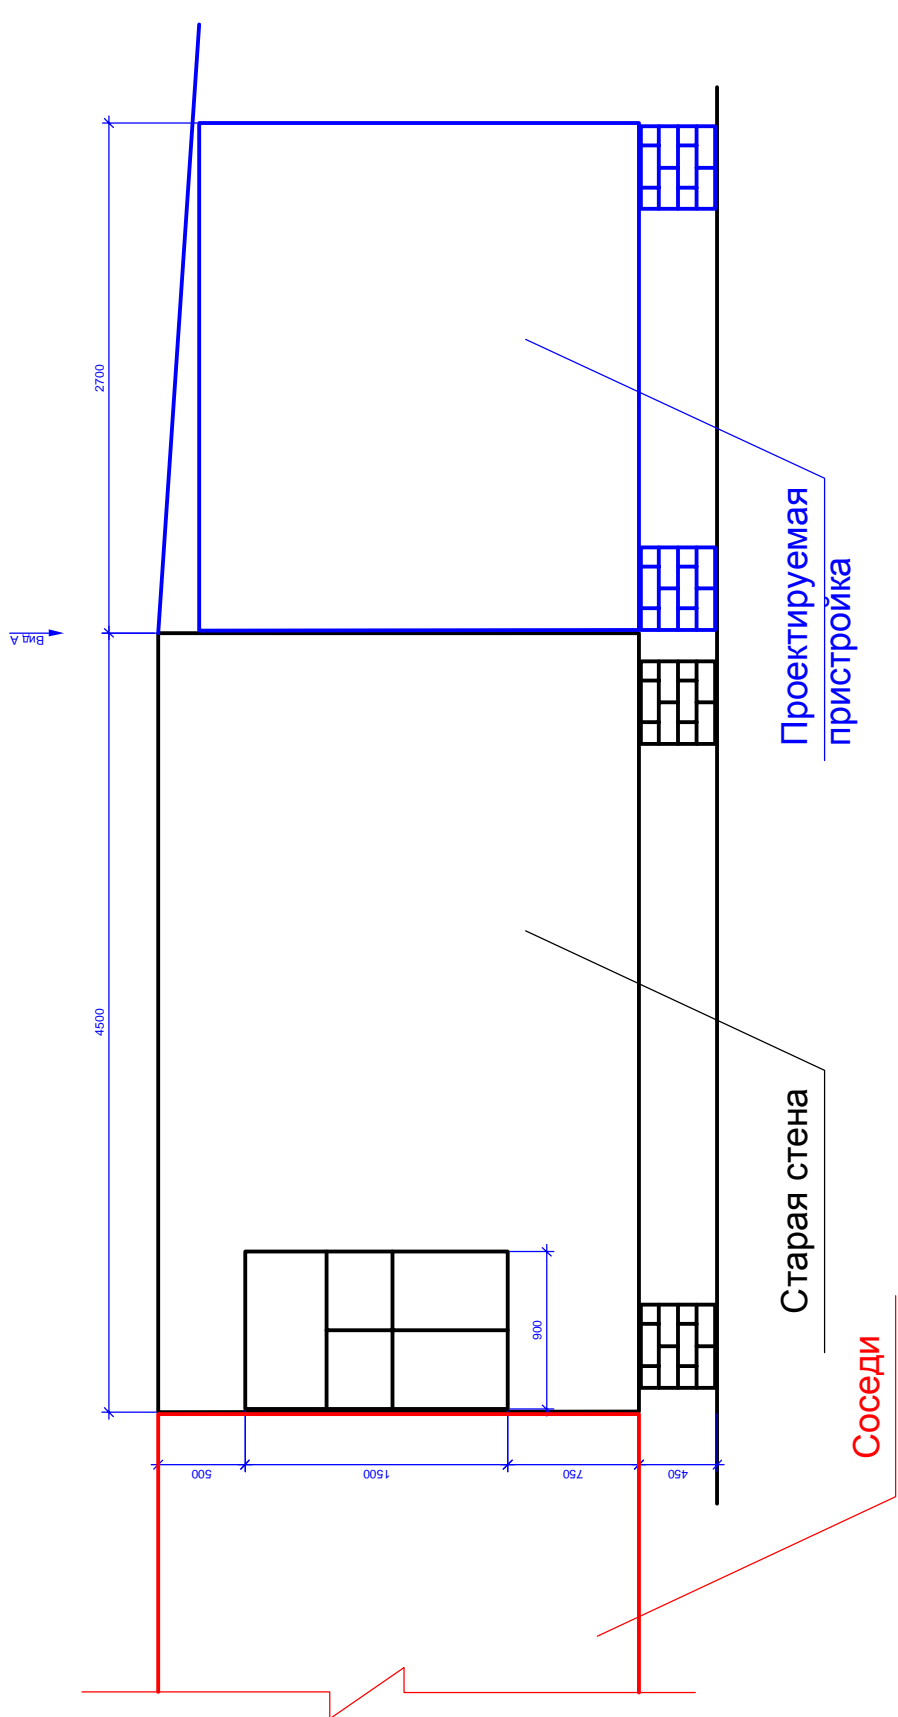 2700
Вид А
4500
900
500
1500
750
450
Проектируемая
пристройка
Старая стена
Соседи